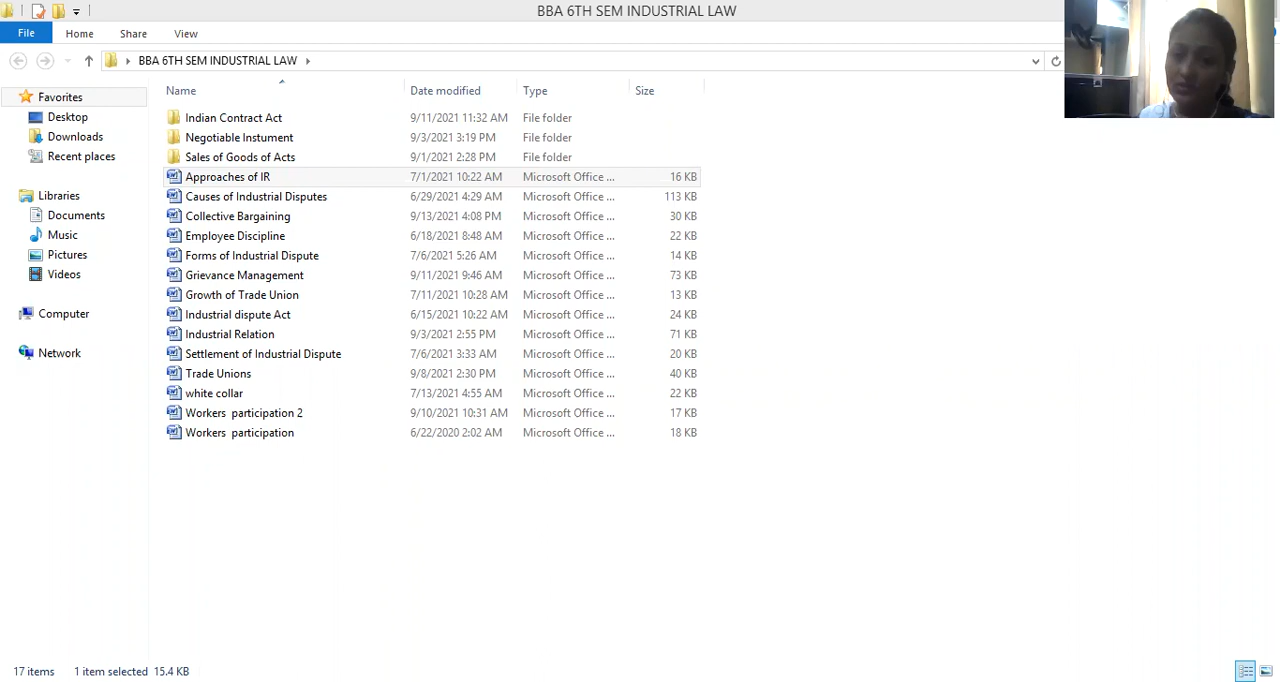 BBA 6TH SEM INDUSTRIAL LAW
File Home Share View
BBA 6TH SEM INDUSTRIAL LAW
Name Date modified Type Size
Favorites
Desktop
Downloads
Recent places
Libraries
Documents
Music
Pictures
Videos
Computer
Network
Indian Contract Act 9/11/2021 11:32 AM File folder
Negotiable Instument 9/3/2021 3:19 PM File folder
Sales of Goods of Acts 9/1/2021 2:28 PM File folder
Approaches of IR 7/1/2021 10:22 AM Microsoft Office ... 16 KB
Causes of Industrial Disputes 6/29/2021 4:29 AM Microsoft Office ... 113 KB
Collective Bargaining 9/13/2021 4:08 PM Microsoft Office ... 30 KB
Employee Discipline 6/18/2021 8:48 AM Microsoft Office ... 22 KB
Forms of Industrial Dispute 7/6/2021 5:26 AM Microsoft Office ... 14 KB
Grievance Management 9/11/2021 9:46 AM Microsoft Office ... 73 KB
Growth of Trade Union 7/11/2021 10:28 AM Microsoft Office ... 13 KB
Industrial dispute Act 6/15/2021 10:22 AM Microsoft Office ... 24 KB
Industrial Relation 9/3/2021 2:55 PM Microsoft Office ... 71 KB
Settlement of Industrial Dispute 7/6/2021 3:33 AM Microsoft Office ... 20 KB
Trade Unions 9/8/2021 2:30 PM Microsoft Office ... 40 KB
white collar 7/13/2021 4:55 AM Microsoft Office ... 22 KB
Workers  participation 2 9/10/2021 10:31 AM Microsoft Office ... 17 KB
Workers  participation 6/22/2020 2:02 AM Microsoft Office ... 18 KB
17 items 1 item selected 15.4 KB